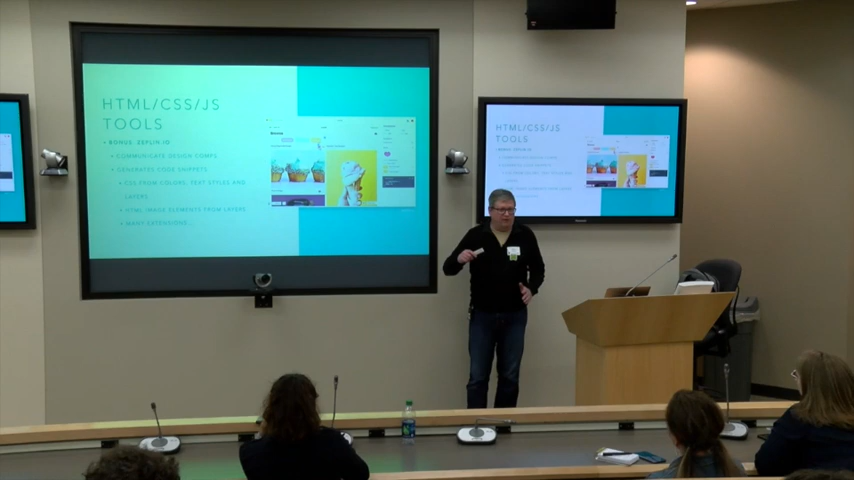 HTML/CSS/JS
TOOLS
BONUS: ZEPLIN.IO
COMMUNICATE DESIGN COMPS
GENERATES CODE SNIPPETS
CSS FROM COLORS, TEXT STYLES AND
LAYERS
HTML IMAGE ELEMENTS FROM LAYERS
MANY EXTENSIONS...
HTML/CSS/JS
TOOLS